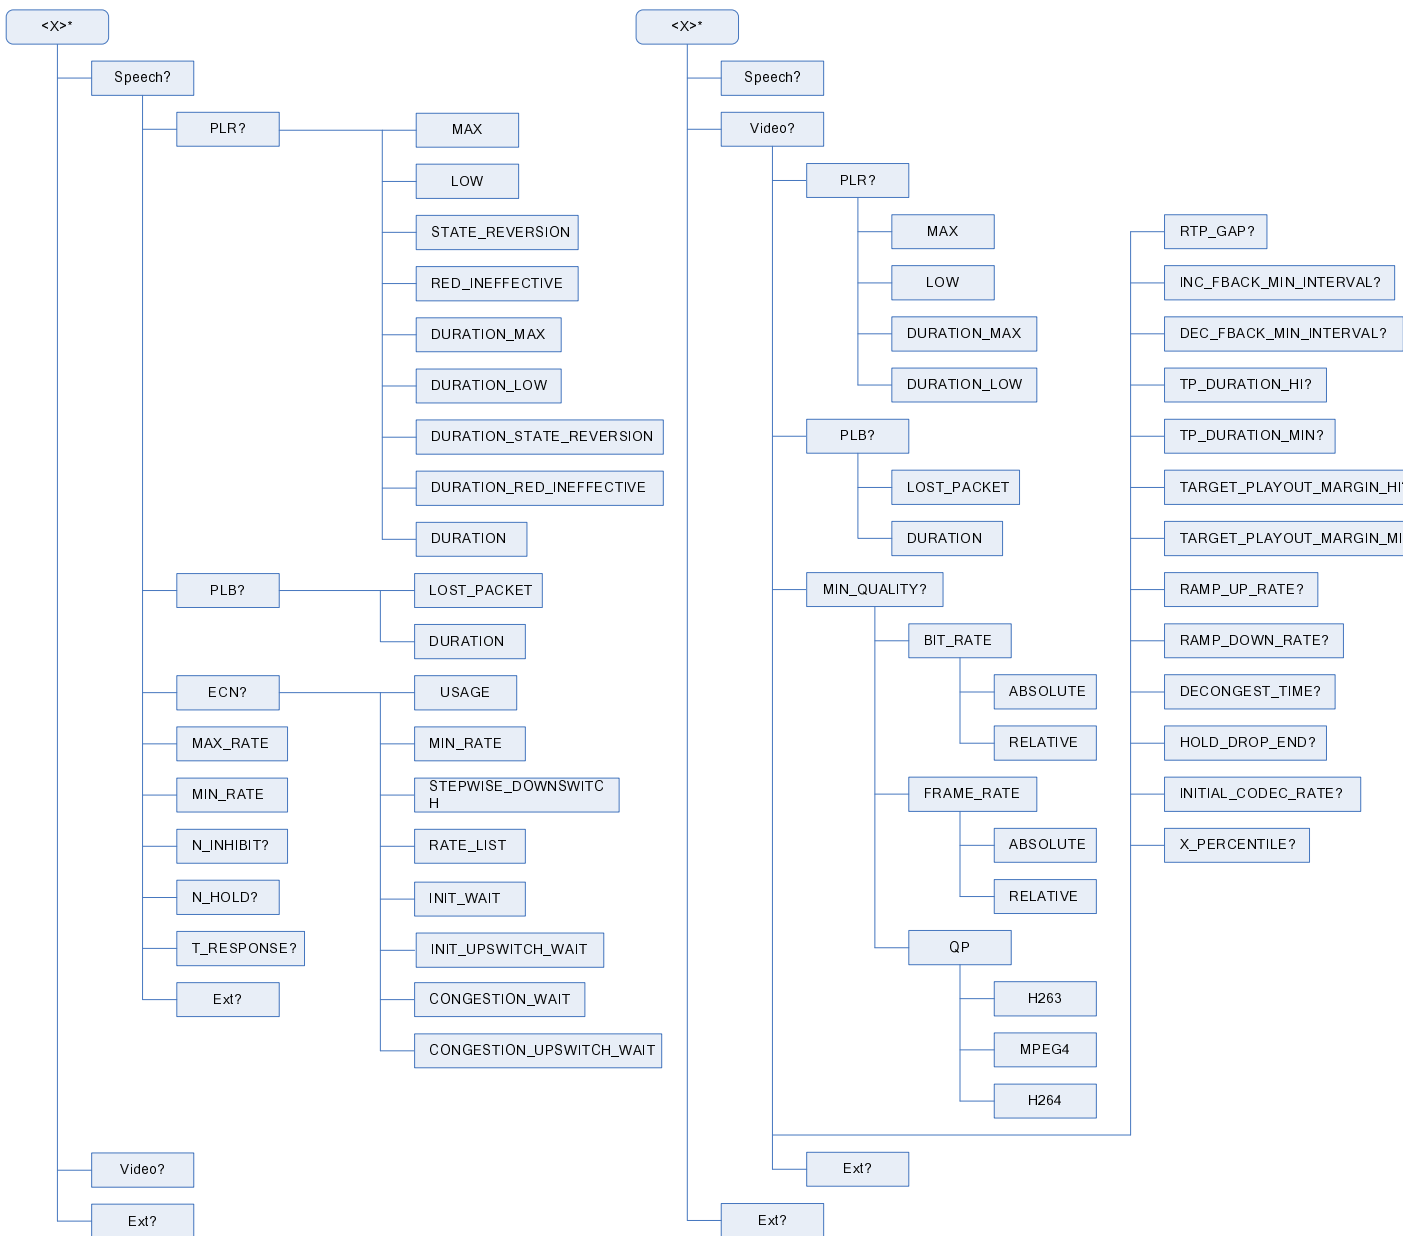 <X>*
Speech?
PLR?
MAX
LOW
STATE_REVERSION
RED_INEFFECTIVE
DURATION_MAX
DURATION_LOW
DURATION_STATE_REVERSION
DURATION_RED_INEFFECTIVE
DURATION
PLB?
LOST_PACKET
DURATION
ECN?
USAGE
MIN_RATE
STEPWISE_DOWNSWITC
H
RATE_LIST
INIT_WAIT
INIT_UPSWITCH_WAIT
CONGESTION_WAIT
CONGESTION_UPSWITCH_WAIT
MAX_RATE
MIN_RATE
N_INHIBIT?
N_HOLD?
T_RESPONSE?
Ext?
Video?
Ext?
<X>*
Speech?
Video?
PLR?
MAX
LOW
DURATION_MAX
DURATION_LOW
PLB?
LOST_PACKET
DURATION
MIN_QUALITY?
BIT_RATE
ABSOLUTE
RELATIVE
FRAME_RATE
ABSOLUTE
RELATIVE
QP
H263
MPEG4
H264
RTP_GAP?
INC_FBACK_MIN_INTERVAL?
DEC_FBACK_MIN_INTERVAL?
TP_DURATION_HI?
TP_DURATION_MIN?
TARGET_PLAYOUT_MARGIN_HI?
TARGET_PLAYOUT_MARGIN_MI
RAMP_UP_RATE?
RAMP_DOWN_RATE?
DECONGEST_TIME?
HOLD_DROP_END?
INITIAL_CODEC_RATE?
X_PERCENTILE?
Ext?
Ext?